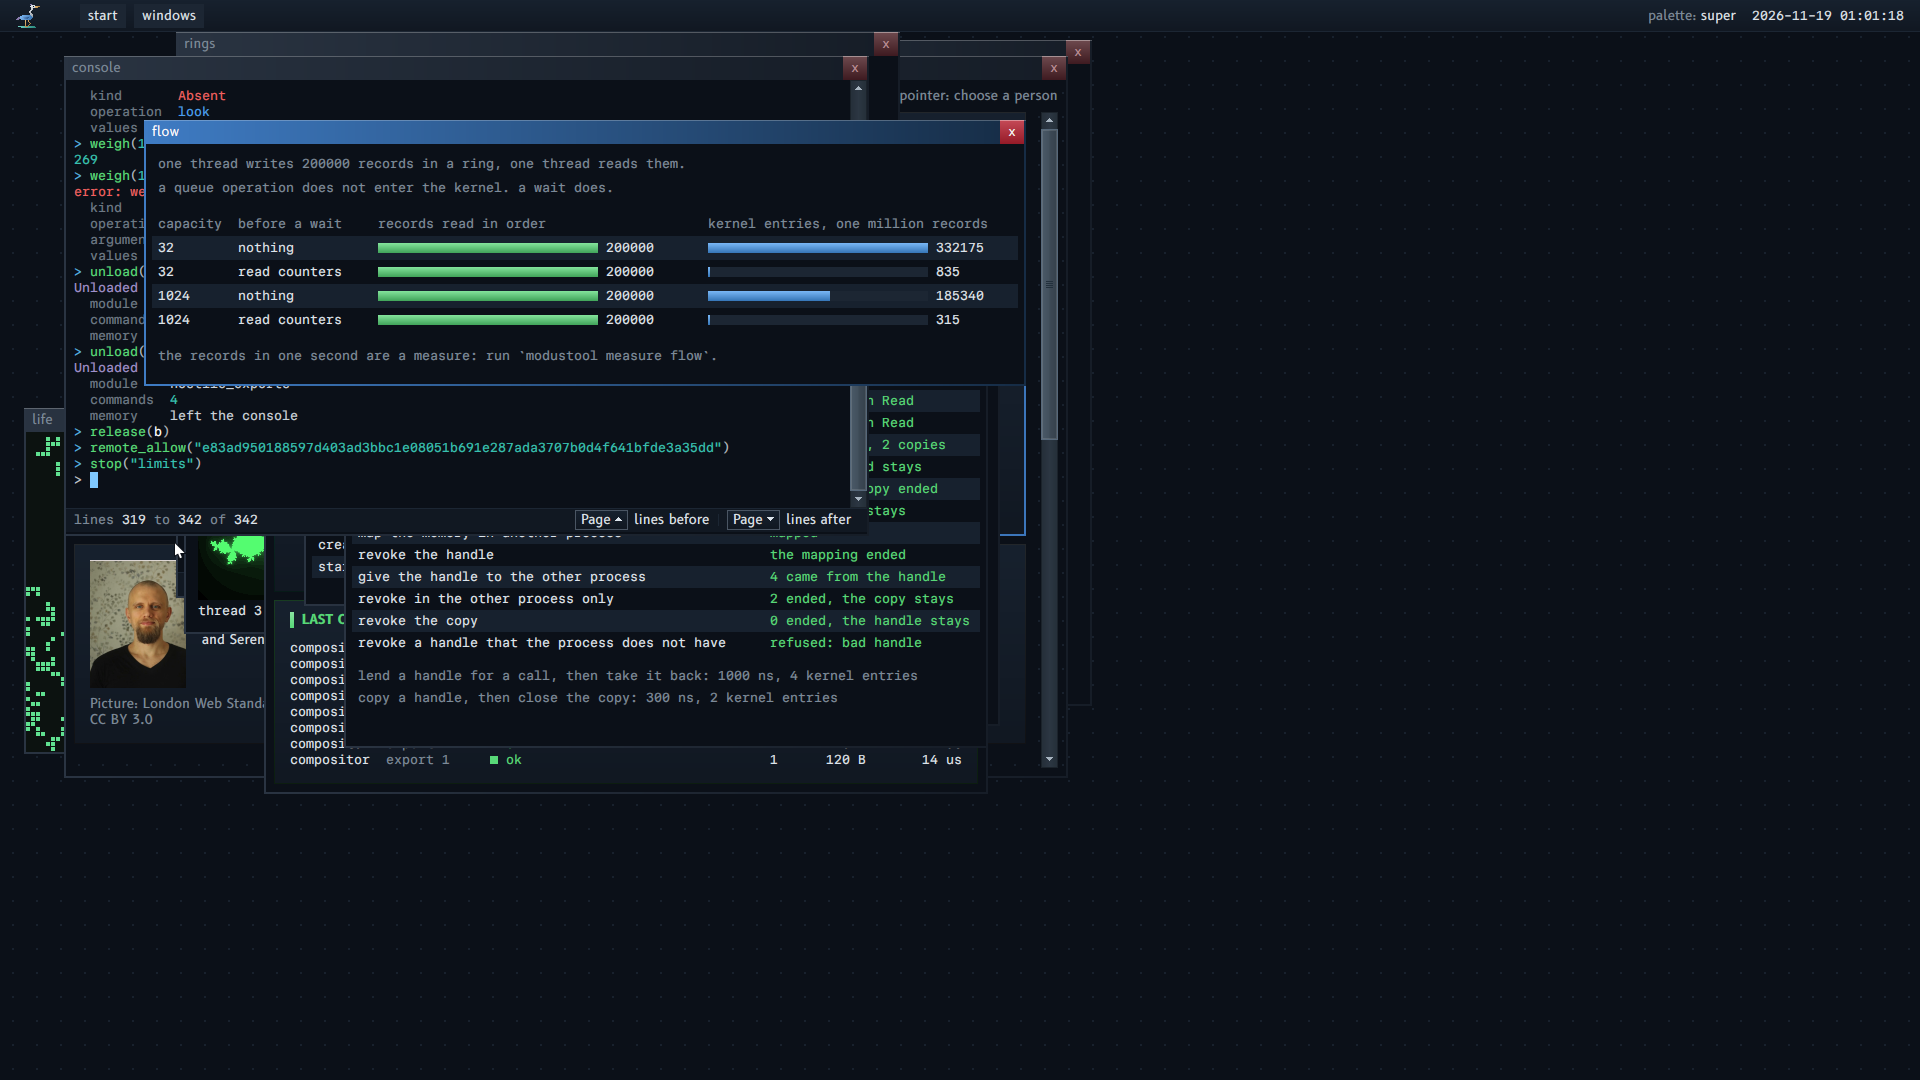 start windows palette: super 2026-11-19 01:01:18
rings x
x
console x
x
kind Absent
pointer: choose a person
operation look
values
flow x
> weigh(1
269
> weigh(1
error: we
kind
operati
argumen
values
> unload(
Unloaded
module
command
memory
> unload(
Unloaded
one thread writes 200000 records in a ring, one thread reads them.
a queue operation does not enter the kernel. a wait does.
capacity before a wait records read in order kernel entries, one million records
32 nothing 200000 332175
32 read counters 200000 835
1024 nothing 200000 185340
1024 read counters 200000 315
the records in one second are a measure: run `modustool measure flow`.
module
commands 4
memory left the console
> release(b)
> remote_allow("e83ad950188597d403ad3bbc1e08051b691e287ada3707b0d4f641bfde3a35dd")
> stop("limits")
>
lines 319 to 342 of 342 Page lines before Page lines after
life
Read
Read
, 2 copies
stays
copy ended
stays
cre
sta
mapped
revoke the handle the mapping ended
give the handle to the other process 4 came from the handle
revoke in the other process only 2 ended, the copy stays
revoke the copy 0 ended, the handle stays
revoke a handle that the process does not have refused: bad handle
lend a handle for a call, then take it back: 1000 ns, 4 kernel entries
copy a handle, then close the copy: 300 ns, 2 kernel entries
thread 3
and Seren
Picture: London Web Standa
CC BY 3.0
LAST C
composi
composi
composi
composi
composi
composi
compositor export 1 ok 1 120 B 14 us